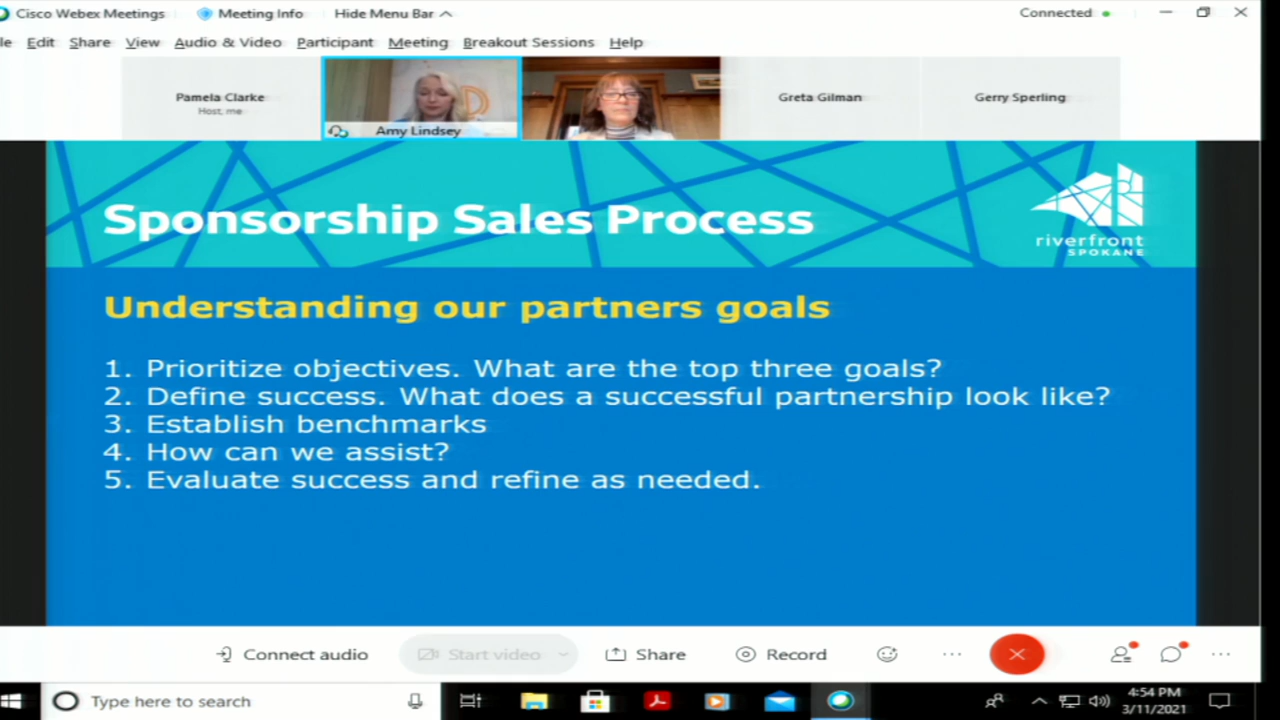 Cisco Webex Meetings Meeting Info Hide Menu Bar Connected
le Edit Share View Audio & Video Participant Meeting Breakout Sessions Help
Pamela Clarke
Host, me
Amy Lindsey
Greta Gilman
Gerry Sperling
Sponsorship Sales Process
riverfront
SPOKANE
Understanding our partners goals
1. Prioritize objectives. What are the top three goals?
2. Define success. What does a successful partnership look like?
3. Establish benchmarks
4. How can we assist?
5. Evaluate success and refine as needed.
Connect audio Start video Share Record
Type here to search
4:54 PM
3/11/2021